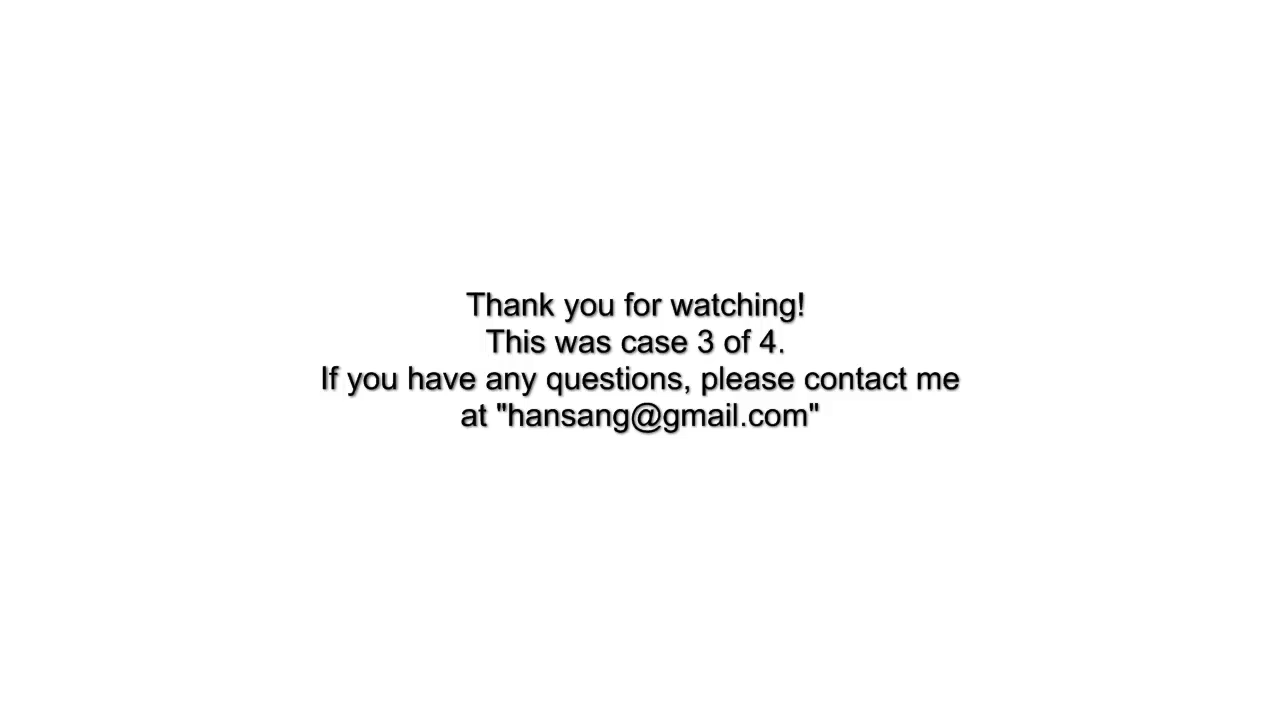 Thank you for watching!
This was case 3 of 4.
If you have any questions, please contact me
at "hansang@gmail.com"